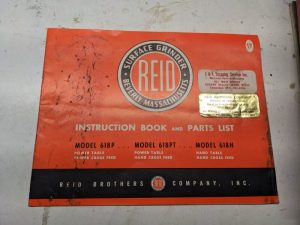 SURFACE GRINDER
REID
BEVERLY MASSACHUSETTS
INSTRUCTION BOOK AND PARTS LIST
MODEL 618P ... MODEL 618PT ... MODEL 618H
POWER TABLE POWER TABLE HAND TABLE
POWER CROSS FEED HAND CROSS FEED HAND CROSS FEED
REID BROTHERS COMPANY, INC.